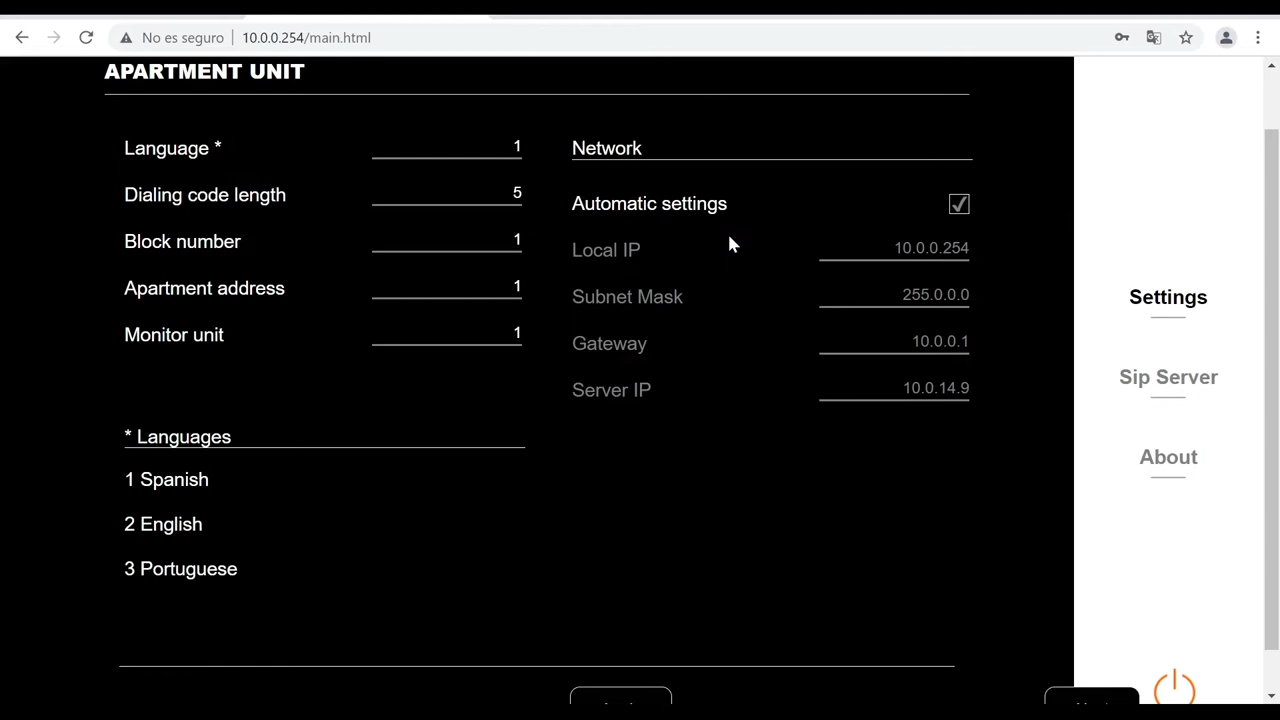 No es seguro 10.0.0.254/main.html
APARTMENT UNIT
Language * 1
Dialing code length 5
Block number 1
Apartment address 1
Monitor unit 1
* Languages
1 Spanish
2 English
3 Portuguese
Network
Automatic settings
Local IP 10.0.0.254
Subnet Mask 255.0.0.0
Gateway 10.0.0.1
Server IP 10.0.14.9
Settings
Sip Server
About